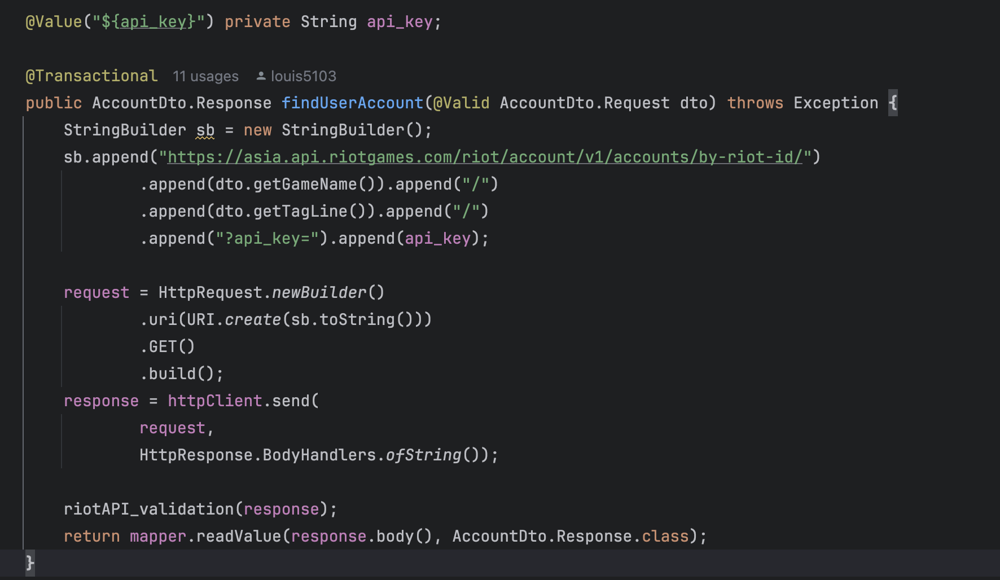 @Value("${api_key}") private String api_key;
@Transactional 11 usages louis5103
public AccountDto.Response findUserAccount(@Valid AccountDto.Request dto) throws Exception {
StringBuilder sb = new StringBuilder();
sb.append("https://asia.api.riotgames.com/riot/account/v1/accounts/by-riot-id/")
.append(dto.getGameName()).append("/")
.append(dto.getTagLine()).append("/")
.append("?api_key=").append(api_key);
request = HttpRequest.newBuilder()
.uri(URI.create(sb.toString()))
.GET()
.build();
response = httpClient.send(
request,
HttpResponse.BodyHandlers.ofString());
riotAPI_validation(response);
return mapper.readValue(response.body(), AccountDto.Response.class);
}